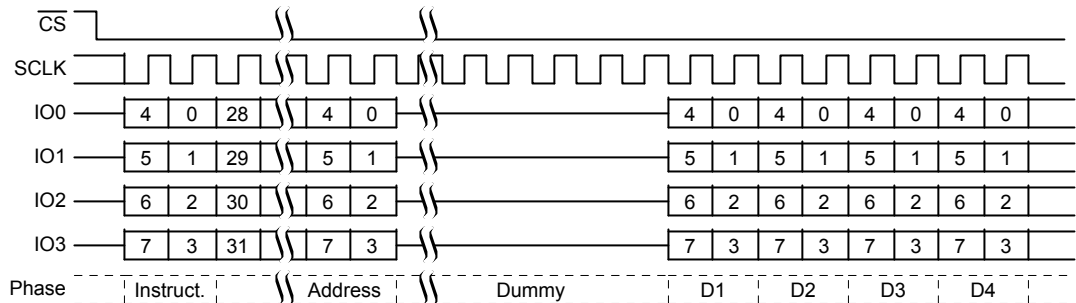 CS
SCLK
IO0 4 0 28 4 0 4 0 4 0 4 0 4 0
IO1 5 1 29 5 1 5 1 5 1 5 1 5 1
IO2 6 2 30 6 2 6 2 6 2 6 2 6 2
IO3 7 3 31 7 3 7 3 7 3 7 3 7 3
Phase Instruct. Address Dummy D1 D2 D3 D4